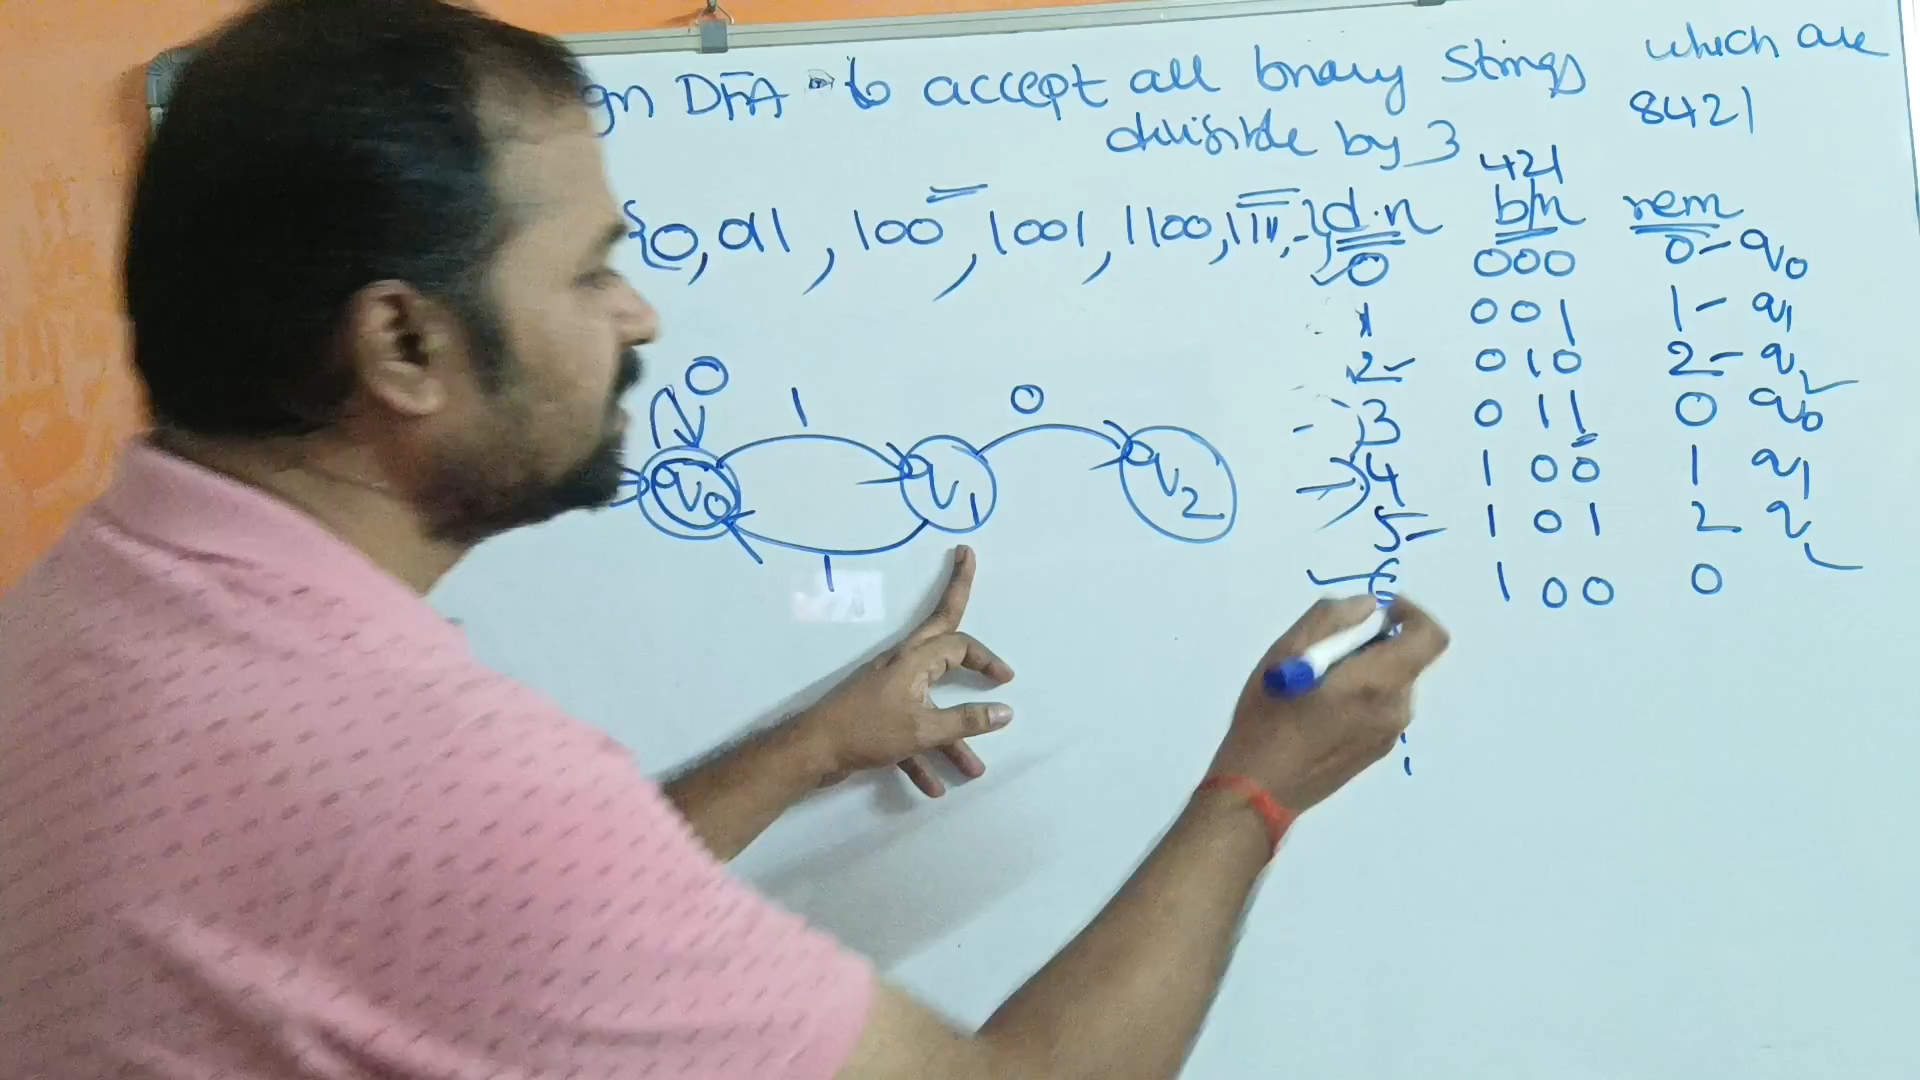 gn DFA to accept all binary strings which are
divisible by 3 8421
421
{0, 011, 100, 1001, 1100, 1111, - } d.n b/n rem
0 000 0 - q0
1 001 1 - q1
2 - 010 2 - q2
3 011 0 q0
4 100 1 q1
5 - 101 2 q2
6 100 0
0 1 0
q0 q1 q2
1